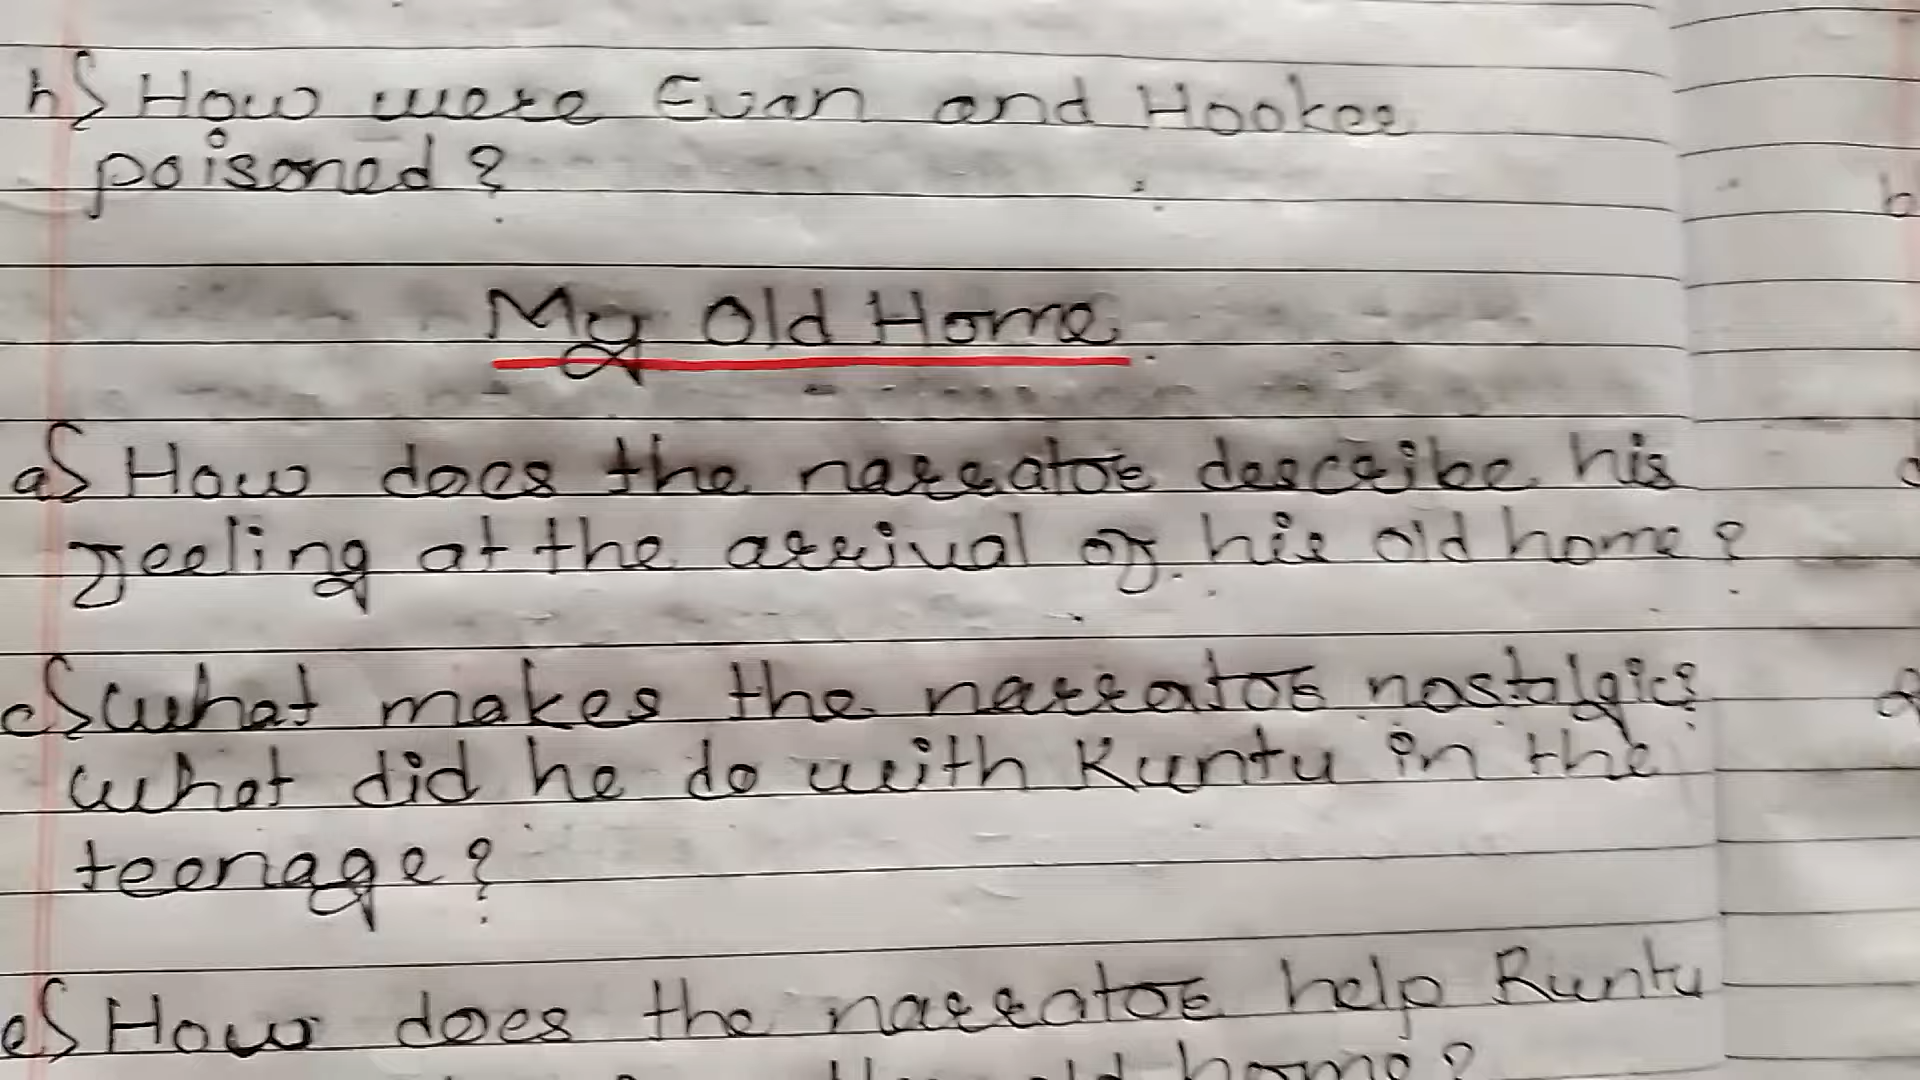 h) How were Evan and Hooker
poisoned?
My Old Home
a) How does the narrator describe his
feeling at the arrival of his old home?
c) what makes the narrator nostalgic?
what did he do with Runtu in the
teenage?
e) How does the narrator help Runtu
old home?